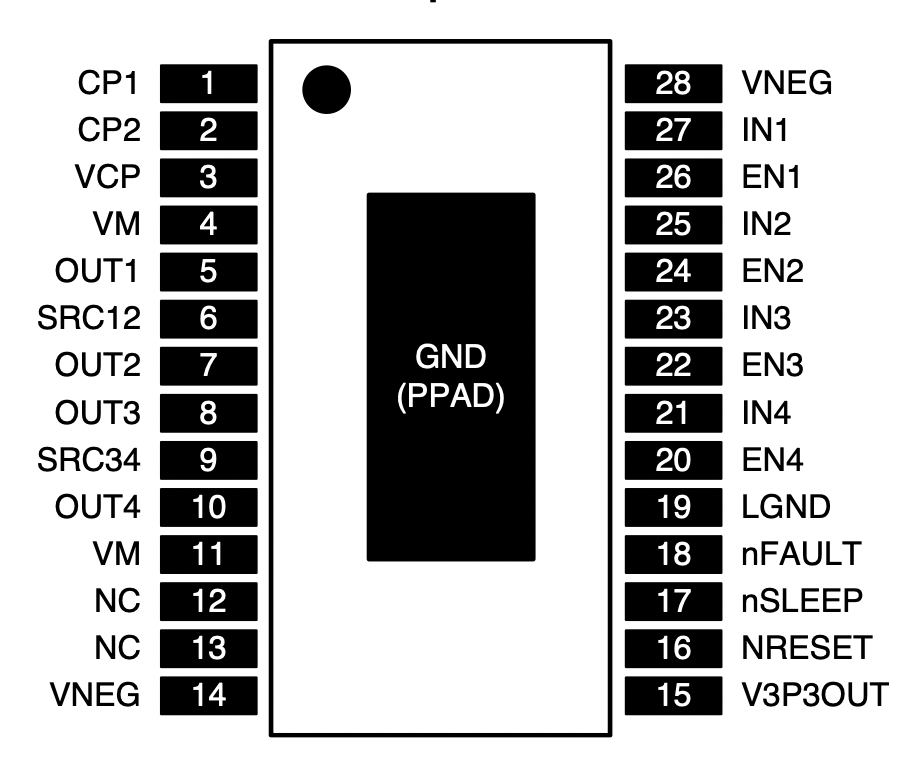 CP1 1 28 VNEG
CP2 2 27 IN1
VCP 3 26 EN1
VM 4 25 IN2
OUT1 5 24 EN2
SRC12 6 23 IN3
OUT2 7 22 EN3
GND
(PPAD)
OUT3 8 21 IN4
SRC34 9 20 EN4
OUT4 10 19 LGND
VM 11 18 nFAULT
NC 12 17 nSLEEP
NC 13 16 NRESET
VNEG 14 15 V3P3OUT